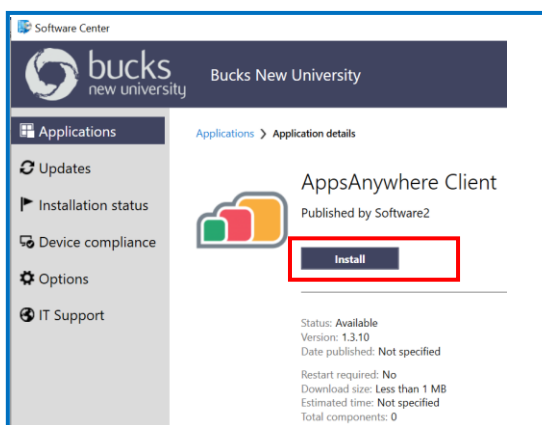 Software Center
bucks
new university
Bucks New University
Applications
Updates
Installation status
Device compliance
Options
IT Support
Applications ❯ Application details
AppsAnywhere Client
Published by Software2
Install
Status: Available
Version: 1.3.10
Date published: Not specified
Restart required: No
Download size: Less than 1 MB
Estimated time: Not specified
Total components: 0